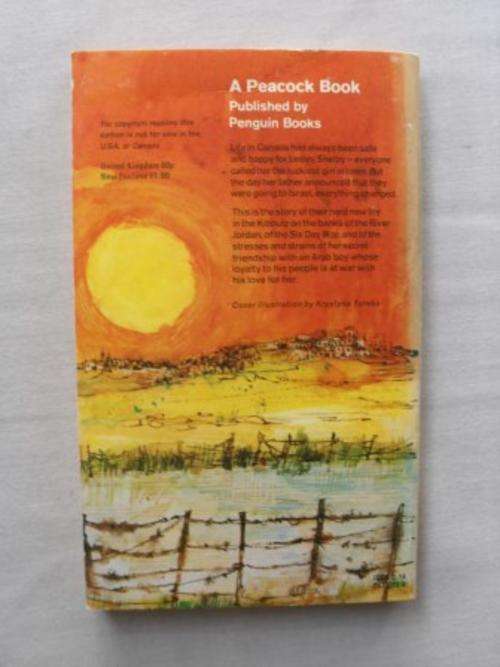 A Peacock Book
Published by
Penguin Books
For copyright reasons this
edition is not for sale in the
U.S.A. or Canada
United Kingdom 60p
New Zealand $1.80
Life in Canada had always been safe
and happy for Lesley Shelby – everyone
called her the luckiest girl in town. But
the day her father announced that they
were going to Israel, everything changed.
This is the story of their hard new life
in the Kibbutz on the banks of the River
Jordan, of the Six Day War, and of the
stresses and strains of her secret
friendship with an Arab boy whose
loyalty to his people is at war with
his love for her.
Cover illustration by Krystyna